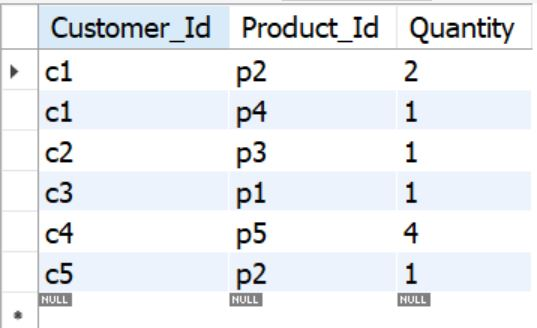 Customer_Id Product_Id Quantity
c1 p2 2
c1 p4 1
c2 p3 1
c3 p1 1
c4 p5 4
c5 p2 1
NULL NULL NULL